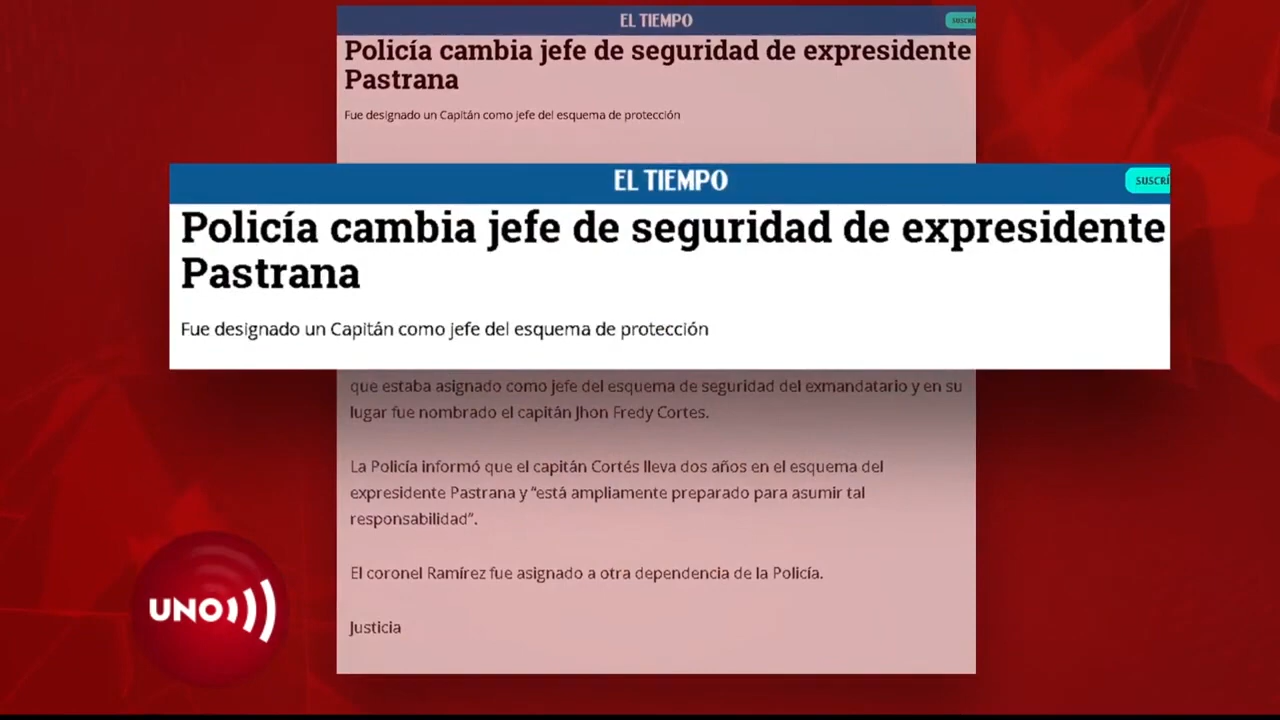 EL TIEMPO
Policía cambia jefe de seguridad de expresidente
Pastrana
Fue designado un Capitán como jefe del esquema de protección
EL TIEMPO
SUSCRÍ
Policía cambia jefe de seguridad de expresidente
Pastrana
Fue designado un Capitán como jefe del esquema de protección
que estaba asignado como jefe del esquema de seguridad del exmandatario y en su
lugar fue nombrado el capitán Jhon Fredy Cortes.
La Policía informó que el capitán Cortés lleva dos años en el esquema del
expresidente Pastrana y “está ampliamente preparado para asumir tal
responsabilidad”.
El coronel Ramírez fue asignado a otra dependencia de la Policía.
Justicia
UNO